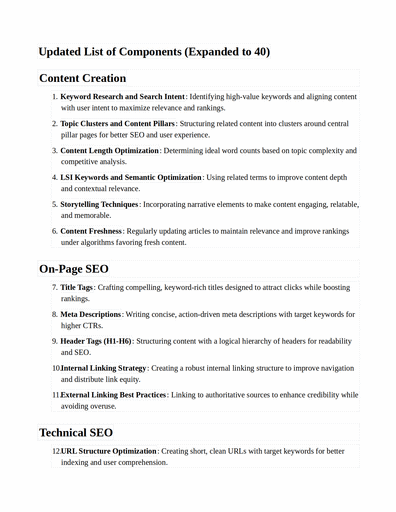 Updated List of Components (Expanded to 40)
Content Creation
1. Keyword Research and Search Intent: Identifying high-value keywords and aligning content
with user intent to maximize relevance and rankings.
2. Topic Clusters and Content Pillars: Structuring related content into clusters around central
pillar pages for better SEO and user experience.
3. Content Length Optimization: Determining ideal word counts based on topic complexity and
competitive analysis.
4. LSI Keywords and Semantic Optimization: Using related terms to improve content depth
and contextual relevance.
5. Storytelling Techniques: Incorporating narrative elements to make content engaging, relatable,
and memorable.
6. Content Freshness: Regularly updating articles to maintain relevance and improve rankings
under algorithms favoring fresh content.
On-Page SEO
7. Title Tags: Crafting compelling, keyword-rich titles designed to attract clicks while boosting
rankings.
8. Meta Descriptions: Writing concise, action-driven meta descriptions with target keywords for
higher CTRs.
9. Header Tags (H1-H6): Structuring content with a logical hierarchy of headers for readability
and SEO.
10.Internal Linking Strategy: Creating a robust internal linking structure to improve navigation
and distribute link equity.
11.External Linking Best Practices: Linking to authoritative sources to enhance credibility while
avoiding overuse.
Technical SEO
12.URL Structure Optimization: Creating short, clean URLs with target keywords for better
indexing and user comprehension.